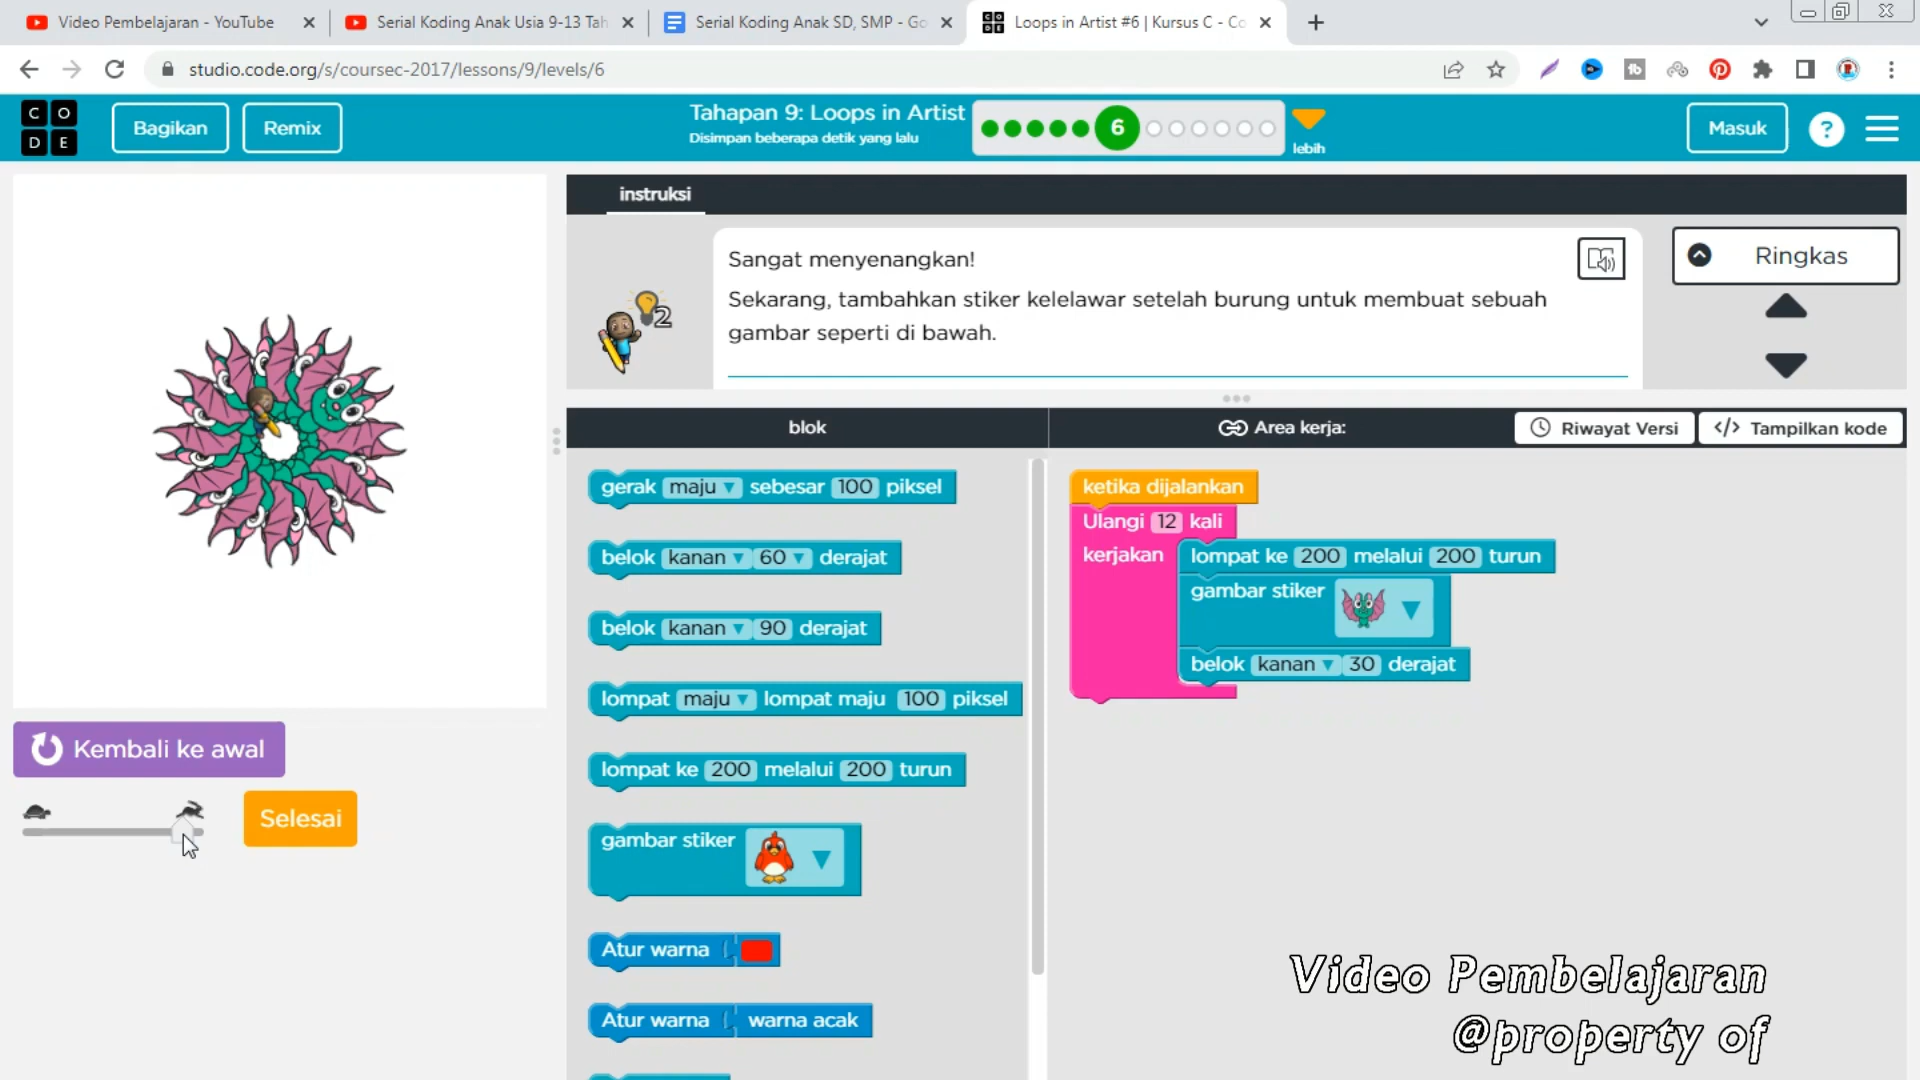 Video Pembelajaran - YouTube
Serial Koding Anak Usia 9-13 Tah
Serial Koding Anak SD, SMP - Go
Loops in Artist #6 | Kursus C - Co
studio.code.org/s/coursec-2017/lessons/9/levels/6
C O D E
Bagikan
Remix
Tahapan 9: Loops in Artist
Disimpan beberapa detik yang lalu
6
lebih
Masuk
?
instruksi
2
Sangat menyenangkan!
Sekarang, tambahkan stiker kelelawar setelah burung untuk membuat sebuah
gambar seperti di bawah.
Ringkas
blok
Area kerja:
Riwayat Versi
</> Tampilkan kode
gerak maju sebesar 100 piksel
belok kanan 60 derajat
belok kanan 90 derajat
lompat maju lompat maju 100 piksel
lompat ke 200 melalui 200 turun
gambar stiker
Atur warna
Atur warna warna acak
ketika dijalankan
Ulangi 12 kali
kerjakan
lompat ke 200 melalui 200 turun
gambar stiker
belok kanan 30 derajat
Kembali ke awal
Selesai
Video Pembelajaran
@property of